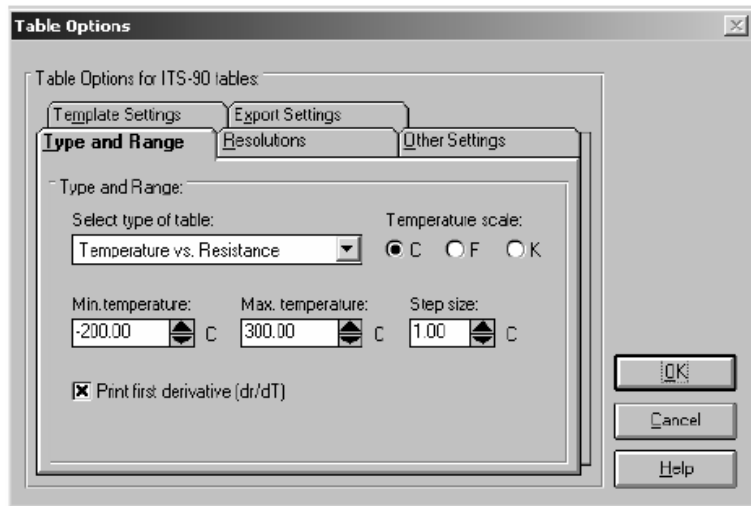 Table Options
Table Options for ITS-90 tables:
Template Settings Export Settings
Type and Range Resolutions Other Settings
Type and Range:
Select type of table: Temperature scale:
Temperature vs. Resistance C F K
Min.temperature: Max. temperature: Step size:
-200.00 C 300.00 C 1.00 C
Print first derivative (dr/dT)
OK
Cancel
Help